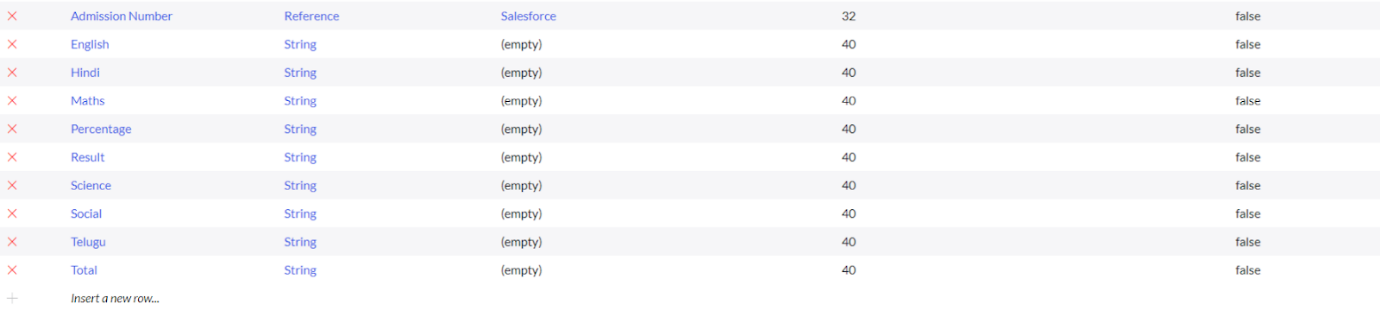 Admission Number Reference Salesforce 32 false
English String (empty) 40 false
Hindi String (empty) 40 false
Maths String (empty) 40 false
Percentage String (empty) 40 false
Result String (empty) 40 false
Science String (empty) 40 false
Social String (empty) 40 false
Telugu String (empty) 40 false
Total String (empty) 40 false
Insert a new row...